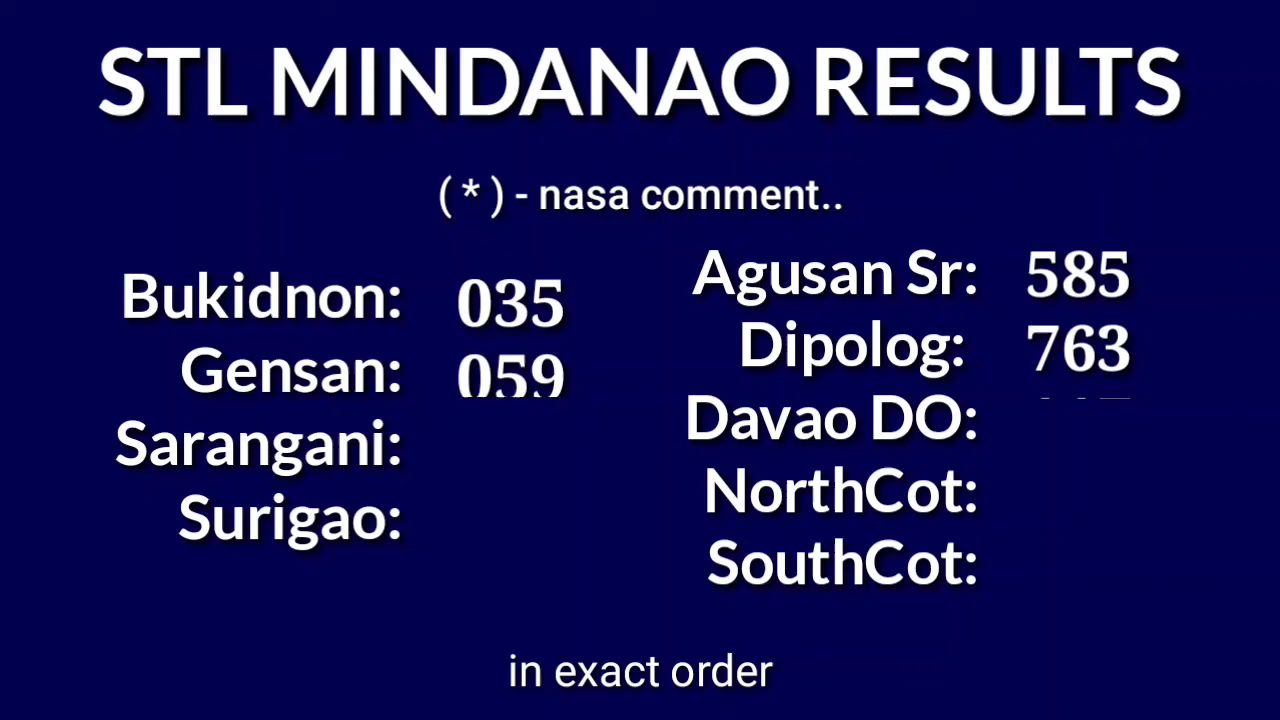 STL MINDANAO RESULTS
( * ) - nasa comment..
Bukidnon: 035
Gensan: 059
Sarangani:
Surigao:
Agusan Sr: 585
Dipolog: 763
Davao DO:
NorthCot:
SouthCot:
in exact order